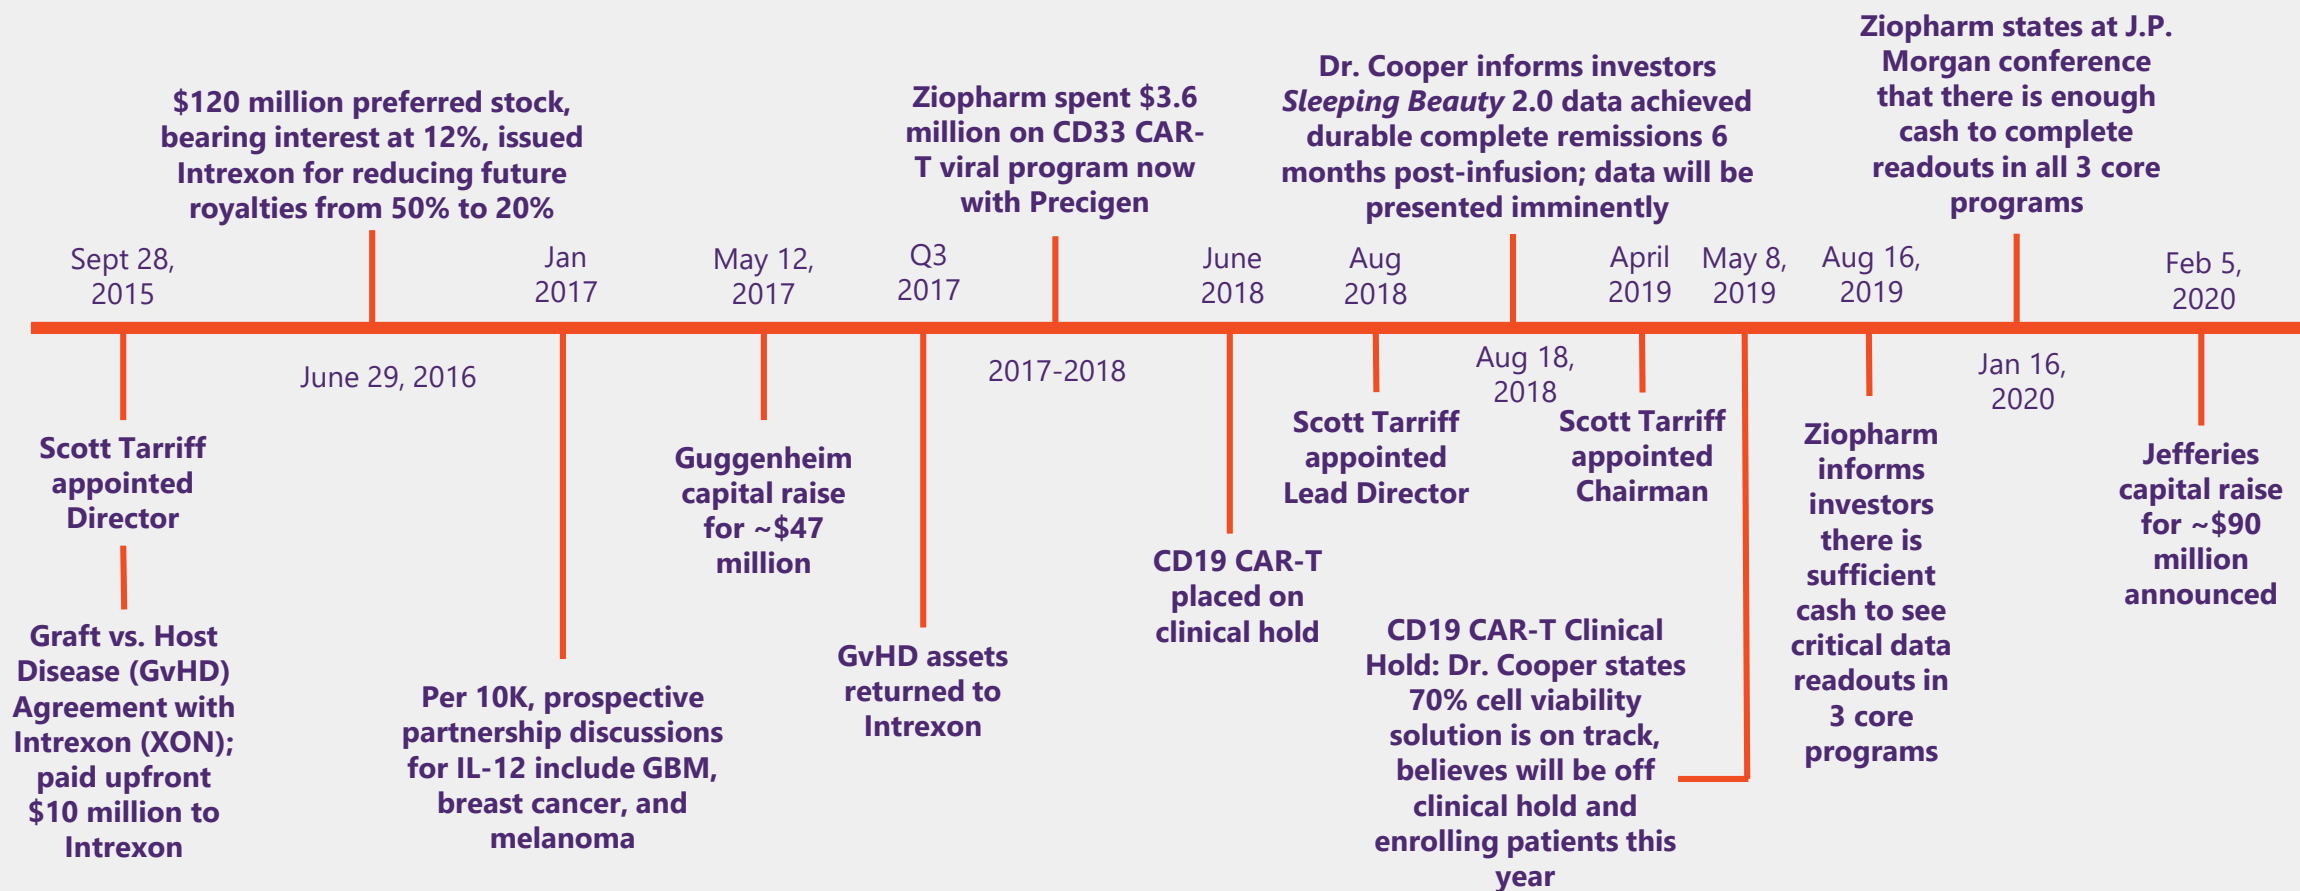 Sept 28,
2015
Scott Tarriff
appointed
Director
Graft vs. Host
Disease (GvHD)
Agreement with
Intrexon (XON);
paid upfront
$10 million to
Intrexon
$120 million preferred stock,
bearing interest at 12%, issued
Intrexon for reducing future
royalties from 50% to 20%
June 29, 2016
Jan
2017
Per 10K, prospective
partnership discussions
for IL-12 include GBM,
breast cancer, and
melanoma
May 12,
2017
Guggenheim
capital raise
for ~$47
million
Q3
2017
GvHD assets
returned to
Intrexon
Ziopharm spent $3.6
million on CD33 CAR-
T viral program now
with Precigen
2017-2018
June
2018
CD19 CAR-T
placed on
clinical hold
Aug
2018
Scott Tarriff
appointed
Lead Director
Dr. Cooper informs investors
Sleeping Beauty 2.0 data achieved
durable complete remissions 6
months post-infusion; data will be
presented imminently
Aug 18,
2018
April
2019
Scott Tarriff
appointed
Chairman
May 8,
2019
CD19 CAR-T Clinical
Hold: Dr. Cooper states
70% cell viability
solution is on track,
believes will be off
clinical hold and
enrolling patients this
year
Aug 16,
2019
Ziopharm
informs
investors
there is
sufficient
cash to see
critical data
readouts in
3 core
programs
Ziopharm states at J.P.
Morgan conference
that there is enough
cash to complete
readouts in all 3 core
programs
Jan 16,
2020
Feb 5,
2020
Jefferies
capital raise
for ~$90
million
announced